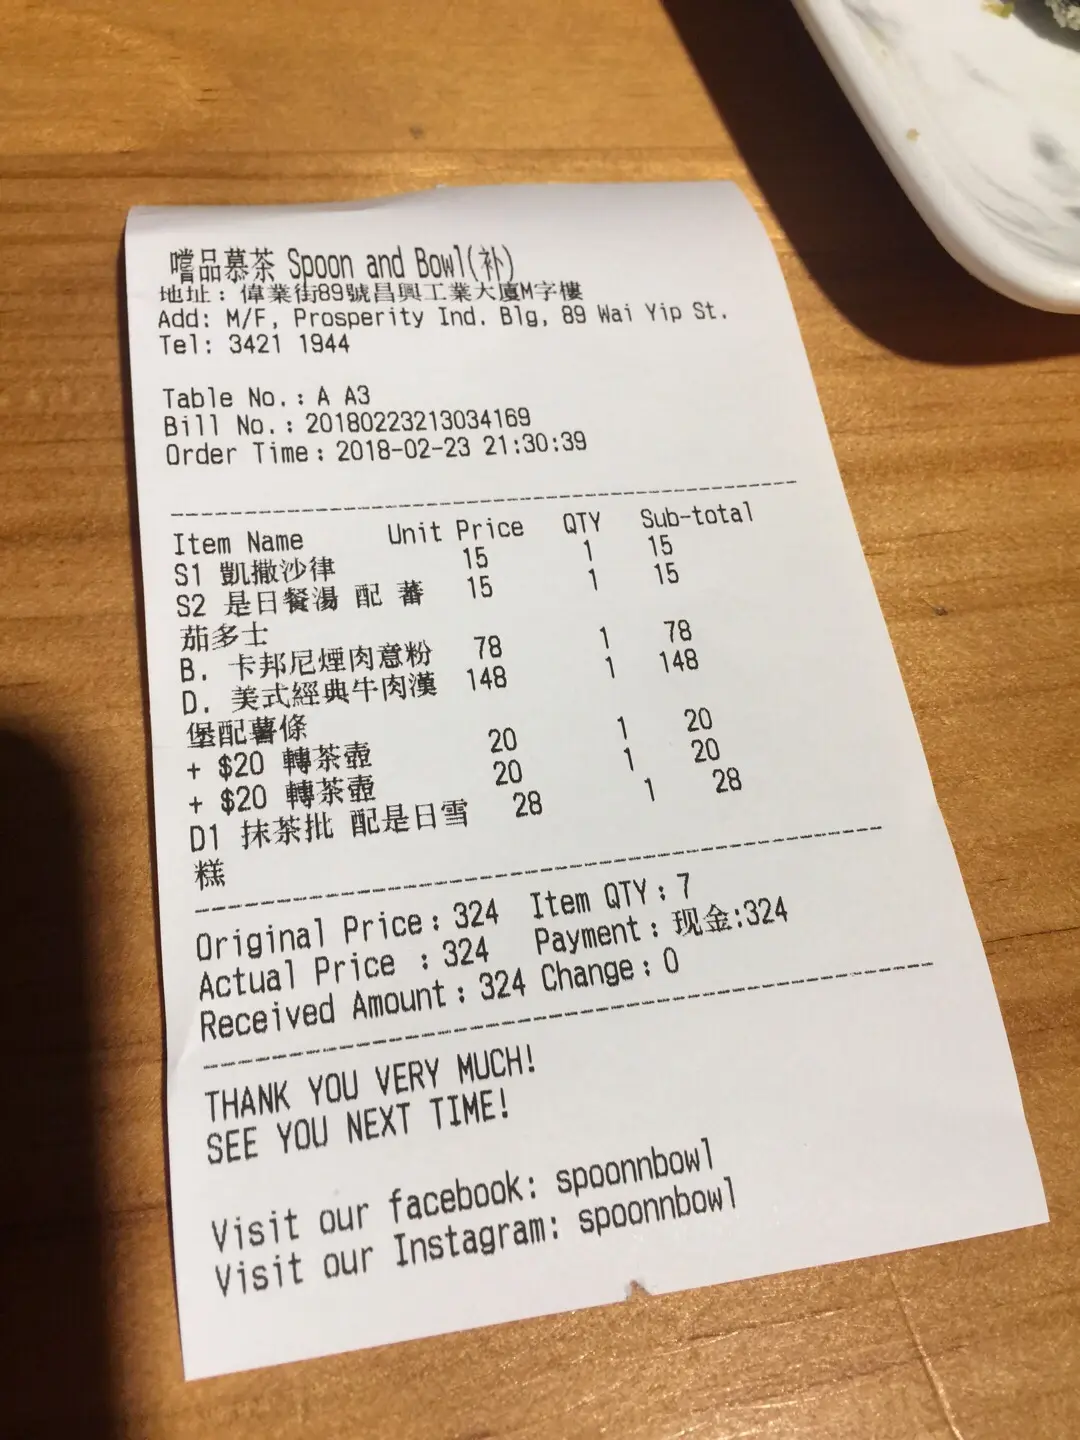 嚐品慕茶 Spoon and Bowl(补)
地址: 偉業街89號昌興工業大廈M字樓
Add: M/F, Prosperity Ind. Blg, 89 Wai Yip St.
Tel: 3421 1944
Table No.: A A3
Bill No.: 20180223213034169
Order Time: 2018-02-23 21:30:39
Item Name Unit Price QTY Sub-total
S1 凱撒沙律 15 1 15
S2 是日餐湯 配 蕃 15 1 15
茄多士
B. 卡邦尼煙肉意粉 78 1 78
D. 美式經典牛肉漢 148 1 148
堡配薯條
+ $20 轉茶壺 20 1 20
+ $20 轉茶壺 20 1 20
D1 抹茶批 配是日雪 28 1 28
糕
Original Price: 324 Item QTY: 7
Actual Price : 324 Payment: 现金:324
Received Amount: 324 Change: 0
THANK YOU VERY MUCH!
SEE YOU NEXT TIME!
Visit our facebook: spoonnbowl
Visit our Instagram: spoonnbowl